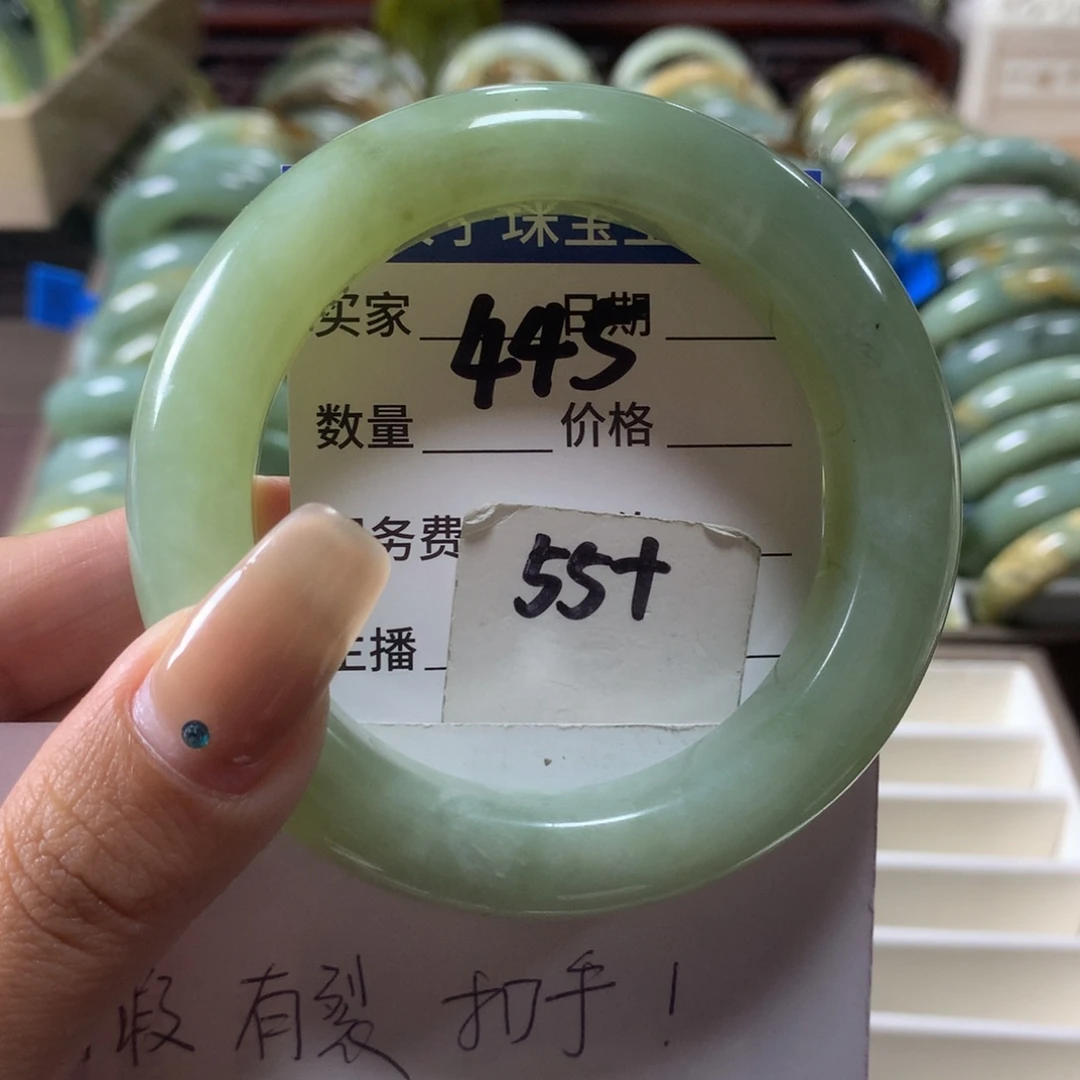 珠宝
买家 日期
445
数量 价格
务费
55+
主播
有裂 扣手!